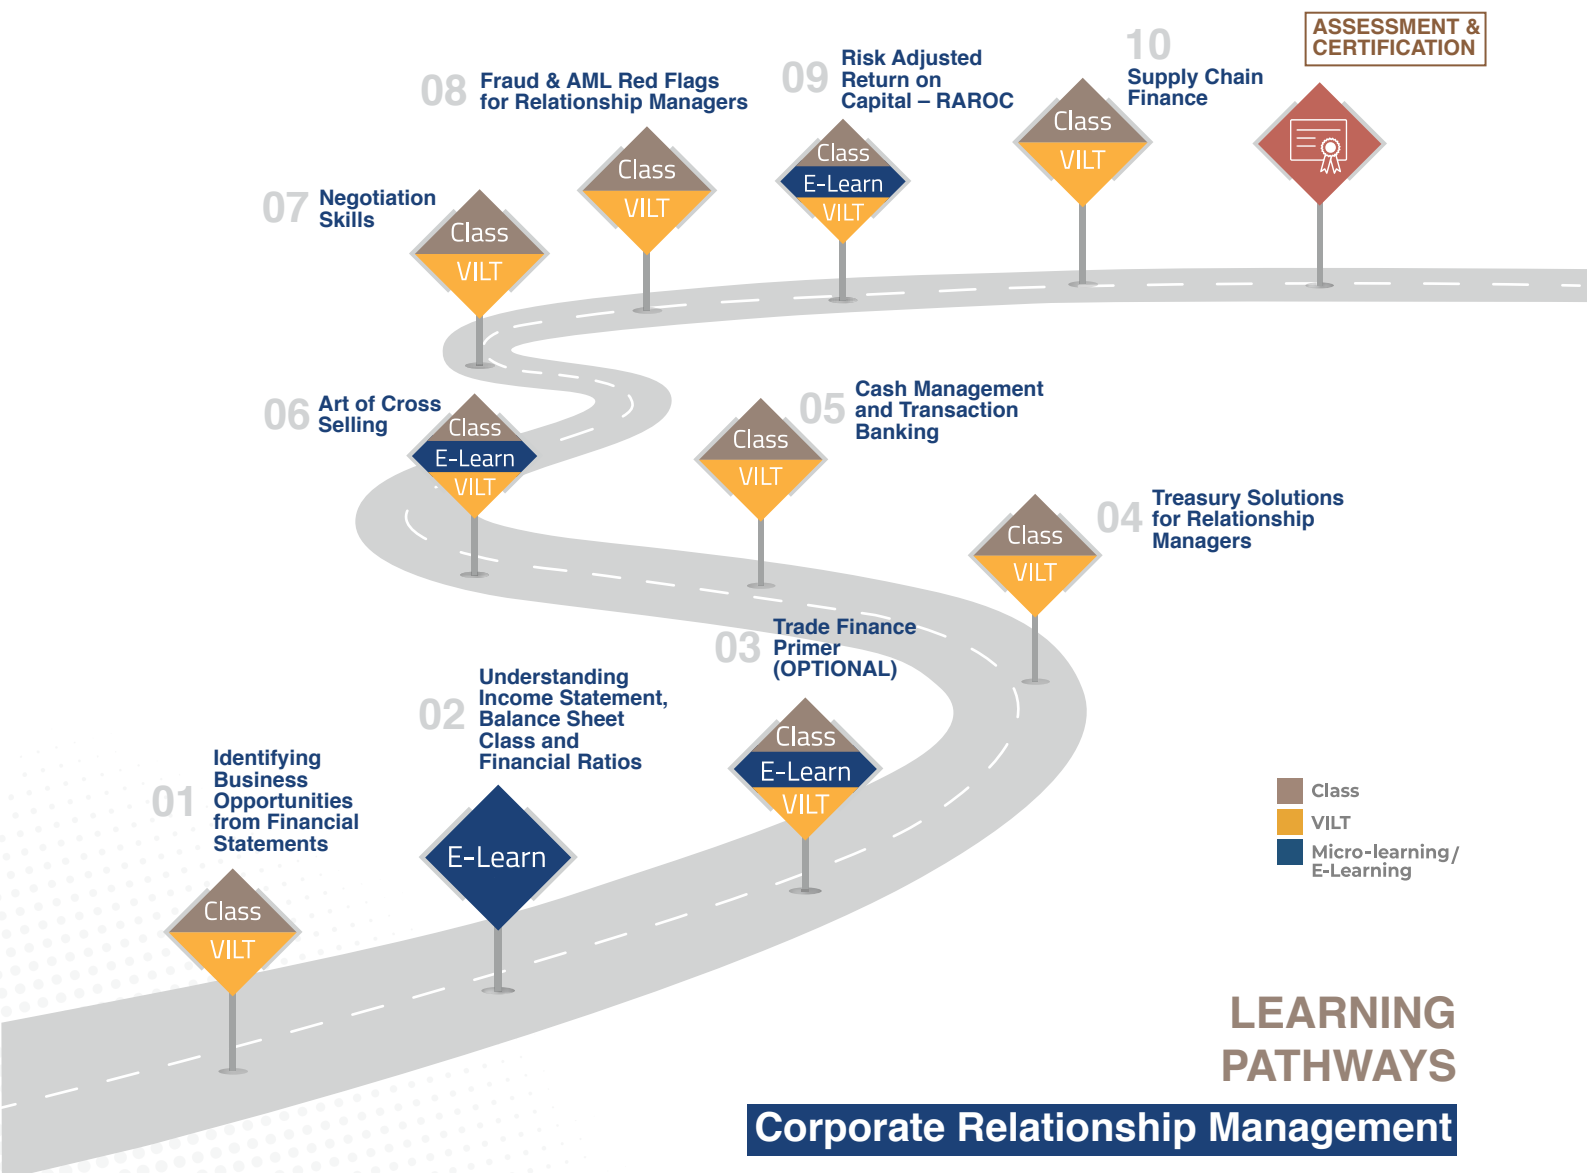 ASSESSMENT &
CERTIFICATION
10
Supply Chain
Finance
Class
VILT
09
Risk Adjusted
Return on
Capital – RAROC
Class
E-Learn
VILT
08
Fraud & AML Red Flags
for Relationship Managers
Class
VILT
07
Negotiation
Skills
Class
VILT
06
Art of Cross
Selling
Class
E-Learn
VILT
05
Cash Management
and Transaction
Banking
Class
VILT
04
Treasury Solutions
for Relationship
Managers
Class
VILT
03
Trade Finance
Primer
(OPTIONAL)
Class
E-Learn
VILT
02
Understanding
Income Statement,
Balance Sheet
Class and
Financial Ratios
E-Learn
01
Identifying
Business
Opportunities
from Financial
Statements
Class
VILT
Class
VILT
Micro-learning/
E-Learning
LEARNING
PATHWAYS
Corporate Relationship Management